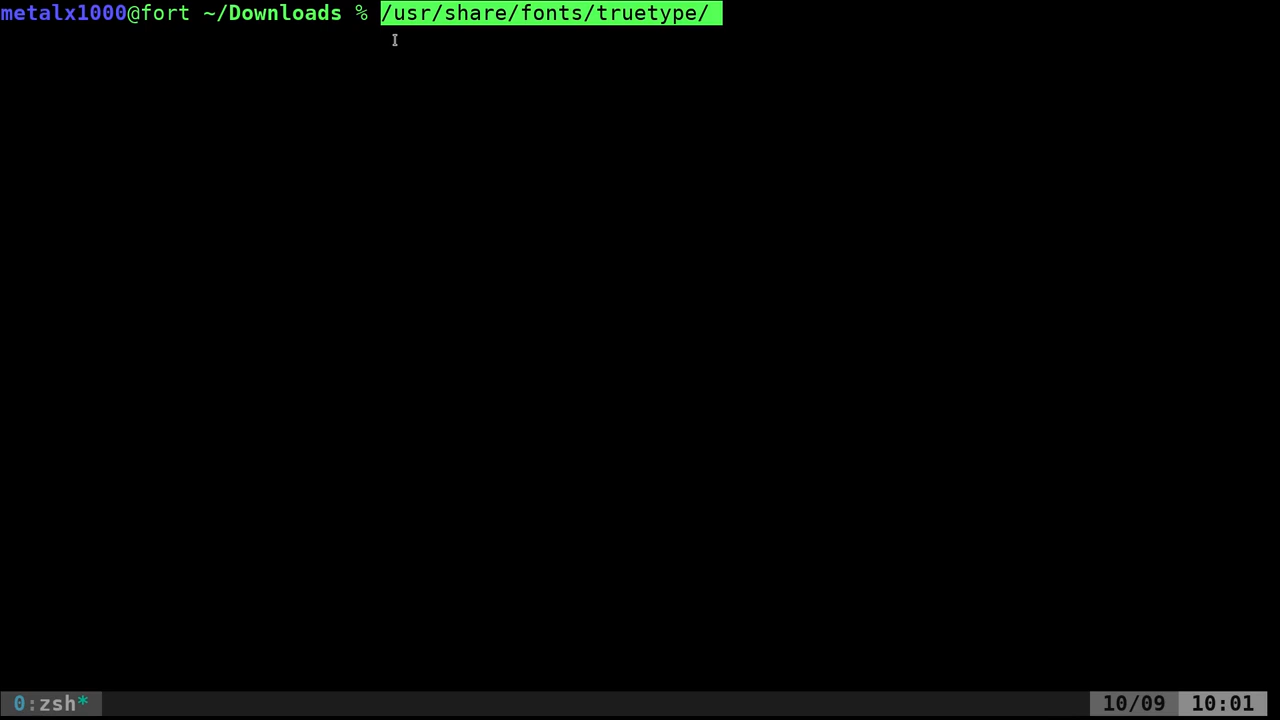 metalx1000@fort ~/Downloads % /usr/share/fonts/truetype/
0:zsh* 10/09 10:01